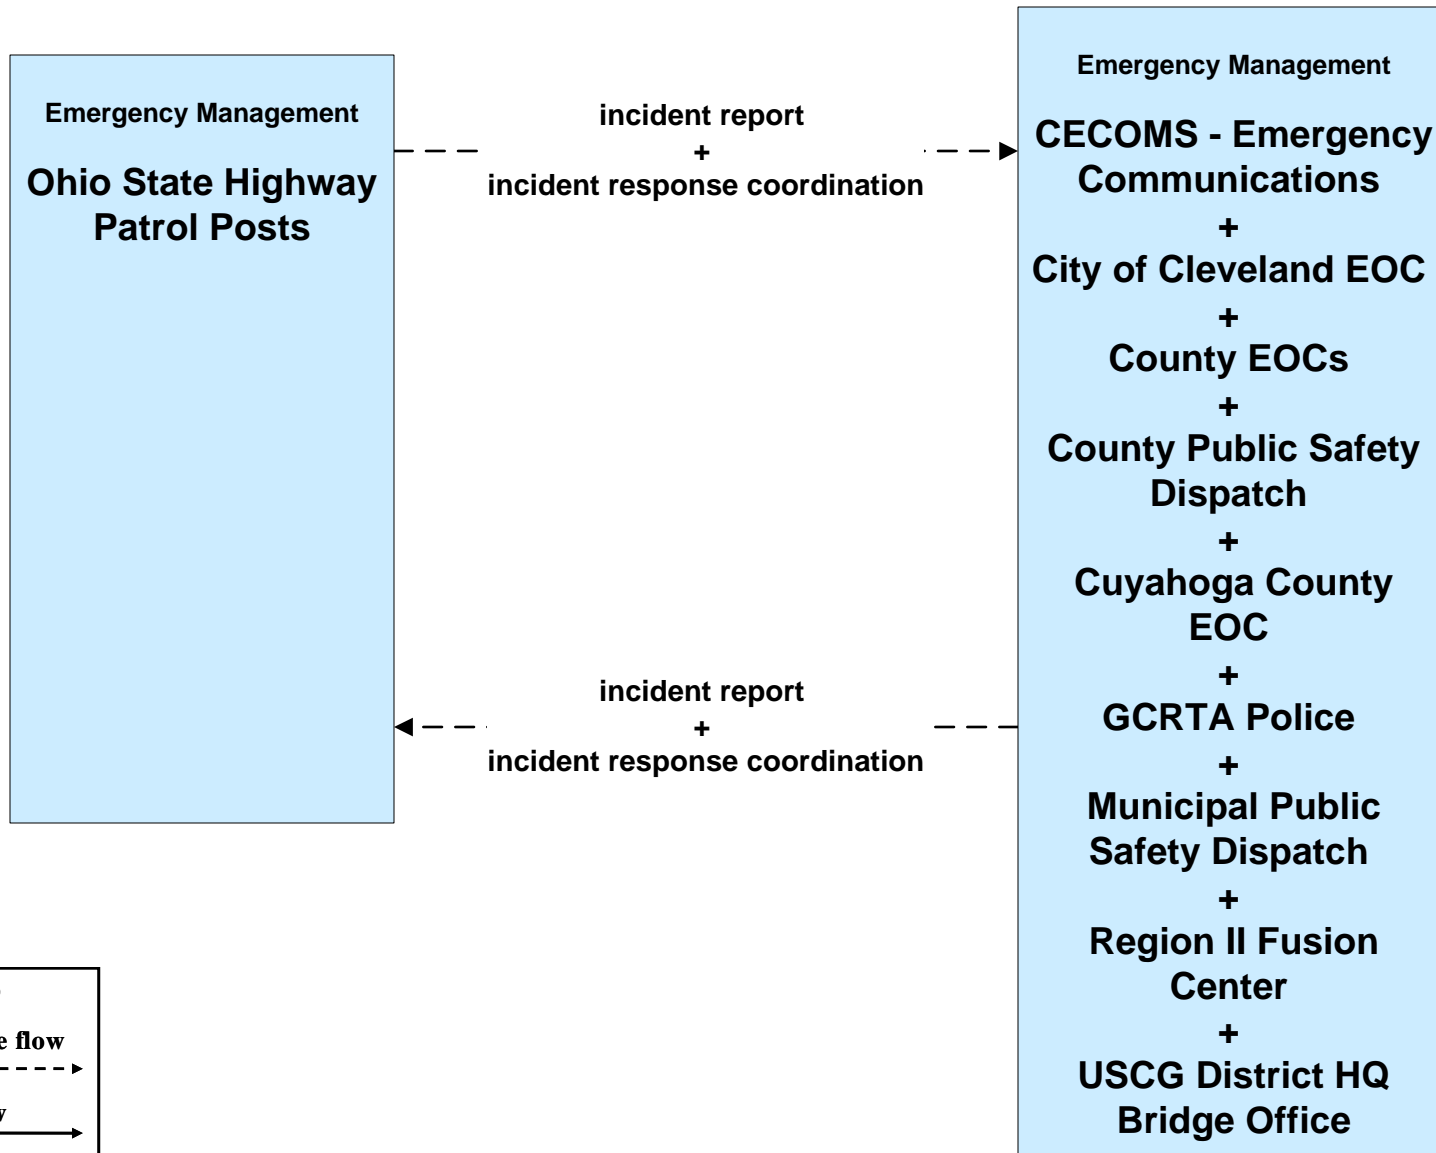 Emergency Management
Ohio State Highway
Patrol Posts
incident report
+
incident response coordination
incident report
+
incident response coordination
Emergency Management
CECOMS - Emergency
Communications
+
City of Cleveland EOC
+
County EOCs
+
County Public Safety
Dispatch
+
Cuyahoga County
EOC
+
GCRTA Police
+
Municipal Public
Safety Dispatch
+
Region II Fusion
Center
+
USCG District HQ
Bridge Office
flow